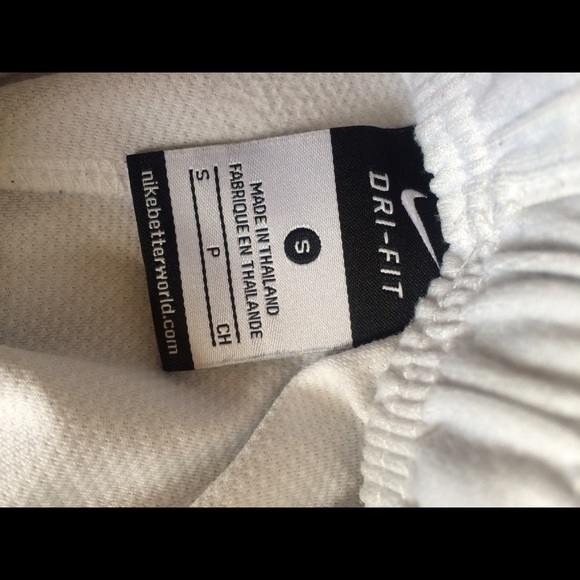 DRI-FIT
S
MADE IN THAILAND
FABRIQUE EN THAILANDE
S P CH
nikebetterworld.com